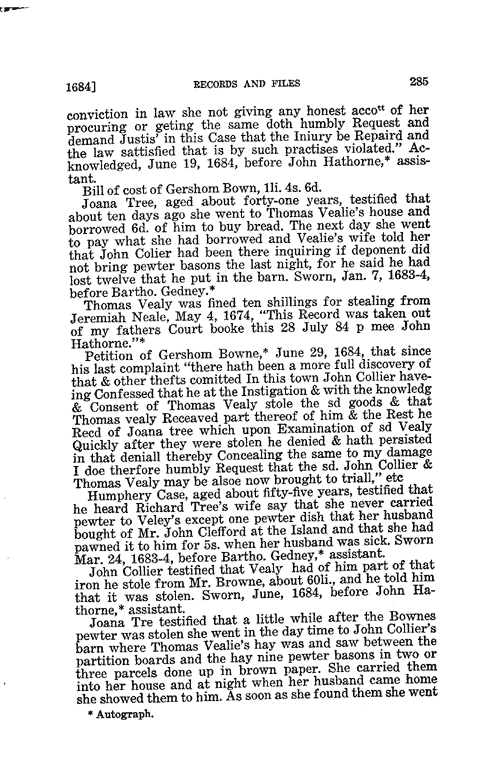 1684] RECORDS AND FILES 285
conviction in law she not giving any honest accott of her
procuring or geting the same doth humbly Request and
demand Justis' in this Case that the Iniury be Repaird and
the law sattisfied that is by such practises violated." Ac-
knowledged, June 19, 1684, before John Hathorne,* assis-
tant.
Bill of cost of Gershom Bown, 1li. 4s. 6d.
Joana Tree, aged about forty-one years, testified that
about ten days ago she went to Thomas Vealie's house and
borrowed 6d. of him to buy bread. The next day she went
to pay what she had borrowed and Vealie's wife told her
that John Colier had been there inquiring if deponent did
not bring pewter basons the last night, for he said he had
lost twelve that he put in the barn. Sworn, Jan. 7, 1683-4,
before Bartho. Gedney.*
Thomas Vealy was fined ten shillings for stealing from
Jeremiah Neale, May 4, 1674, "This Record was taken out
of my fathers Court booke this 28 July 84 p mee John
Hathorne."*
Petition of Gershom Bowne,* June 29, 1684, that since
his last complaint "there hath been a more full discovery of
that & other thefts comitted In this town John Collier have-
ing Confessed that he at the Instigation & with the knowledg
& Consent of Thomas Vealy stole the sd goods & that
Thomas vealy Receaved part thereof of him & the Rest he
Recd of Joana tree which upon Examination of sd Vealy
Quickly after they were stolen he denied & hath persisted
in that deniall thereby Concealing the same to my damage
I doe therfore humbly Request that the sd. John Collier &
Thomas Vealy may be alsoe now brought to triall," etc
Humphery Case, aged about fifty-five years, testified that
he heard Richard Tree's wife say that she never carried
pewter to Veley's except one pewter dish that her husband
bought of Mr. John Clefford at the Island and that she had
pawned it to him for 5s. when her husband was sick. Sworn
Mar. 24, 1683-4, before Bartho. Gedney,* assistant.
John Collier testified that Vealy had of him part of that
iron he stole from Mr. Browne, about 60li., and he told him
that it was stolen. Sworn, June, 1684, before John Ha-
thorne,* assistant.
Joana Tre testified that a little while after the Bownes
pewter was stolen she went in the day time to John Collier's
barn where Thomas Vealie's hay was and saw between the
partition boards and the hay nine pewter basons in two or
three parcels done up in brown paper. She carried them
into her house and at night when her husband came home
she showed them to him. As soon as she found them she went
* Autograph.